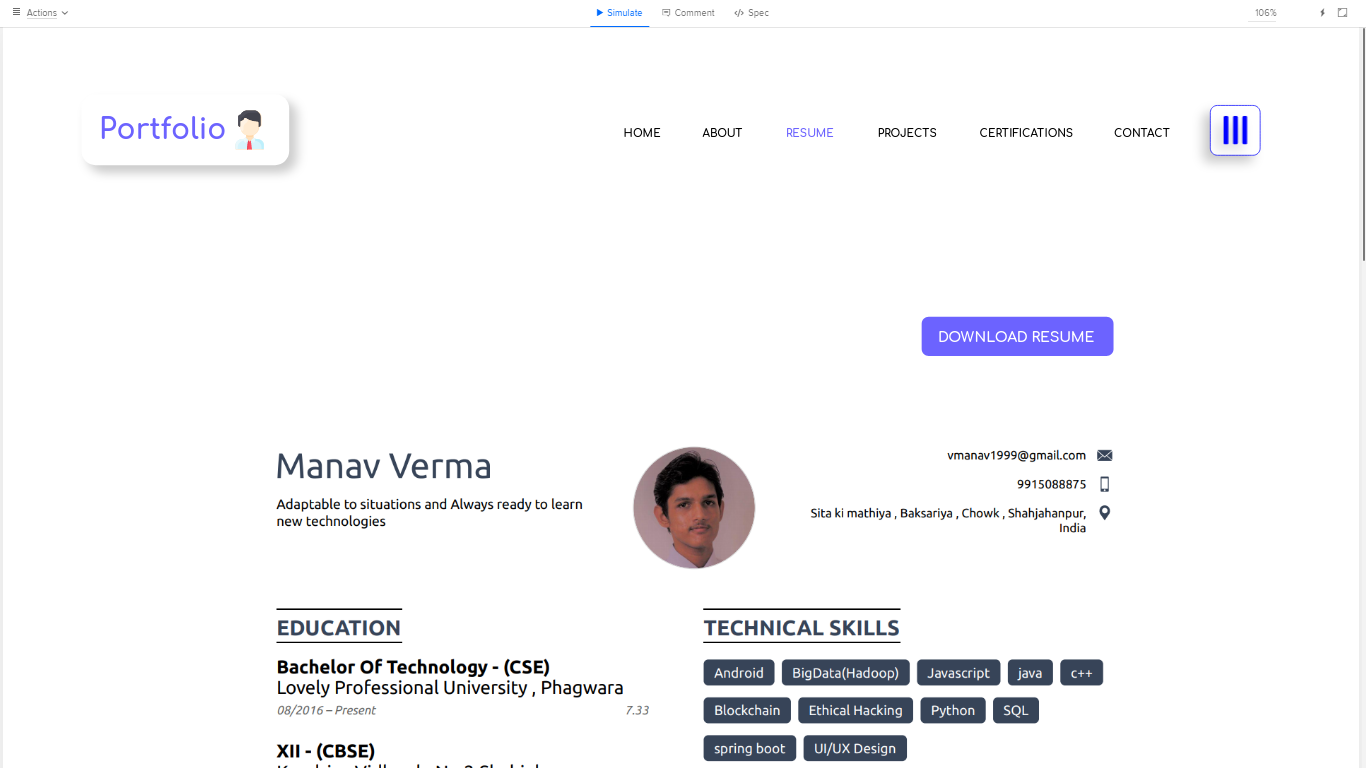 Actions
Simulate
Comment
Spec
106%
Portfolio
HOME
ABOUT
RESUME
PROJECTS
CERTIFICATIONS
CONTACT
DOWNLOAD RESUME
Manav Verma
Adaptable to situations and Always ready to learn
new technologies
vmanav1999@gmail.com
9915088875
Sita ki mathiya , Baksariya , Chowk , Shahjahanpur,
India
EDUCATION
Bachelor Of Technology - (CSE)
Lovely Professional University , Phagwara
08/2016 – Present
7.33
XII - (CBSE)
TECHNICAL SKILLS
Android
BigData(Hadoop)
Javascript
java
c++
Blockchain
Ethical Hacking
Python
SQL
spring boot
UI/UX Design